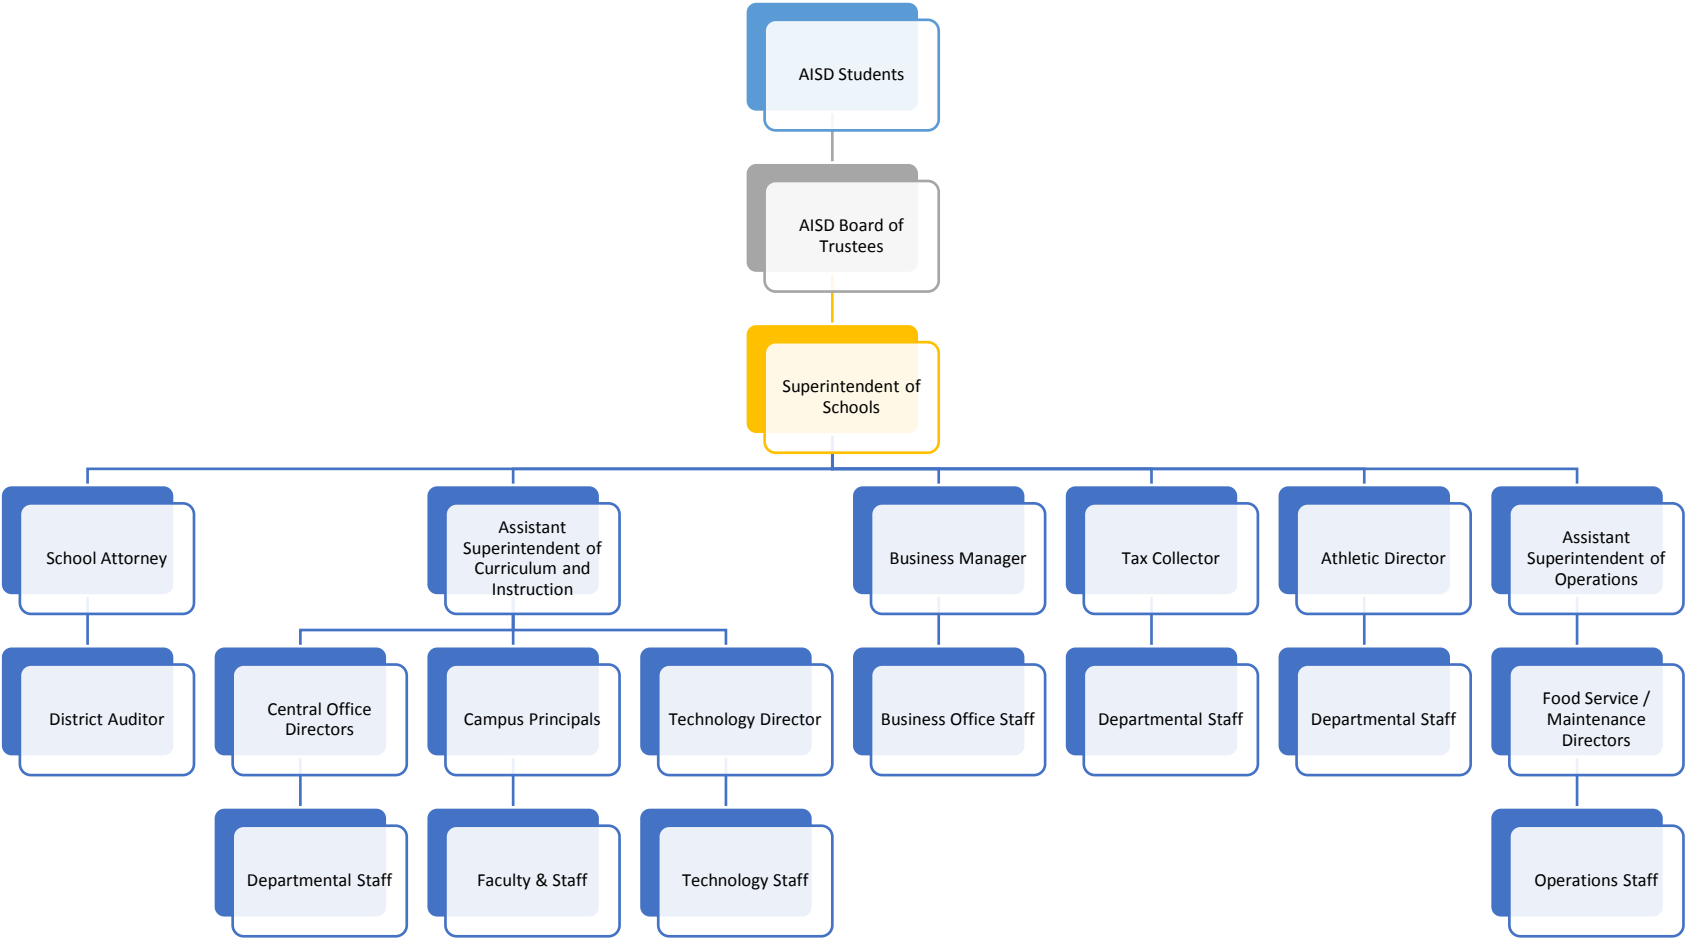 AISD Students
AISD Board of
Trustees
Superintendent of
Schools
School Attorney
Assistant
Superintendent of
Curriculum and
Instruction
Business Manager
Tax Collector
Athletic Director
Assistant
Superintendent of
Operations
District Auditor
Central Office
Directors
Campus Principals
Technology Director
Business Office Staff
Departmental Staff
Departmental Staff
Food Service /
Maintenance
Directors
Departmental Staff
Faculty & Staff
Technology Staff
Operations Staff